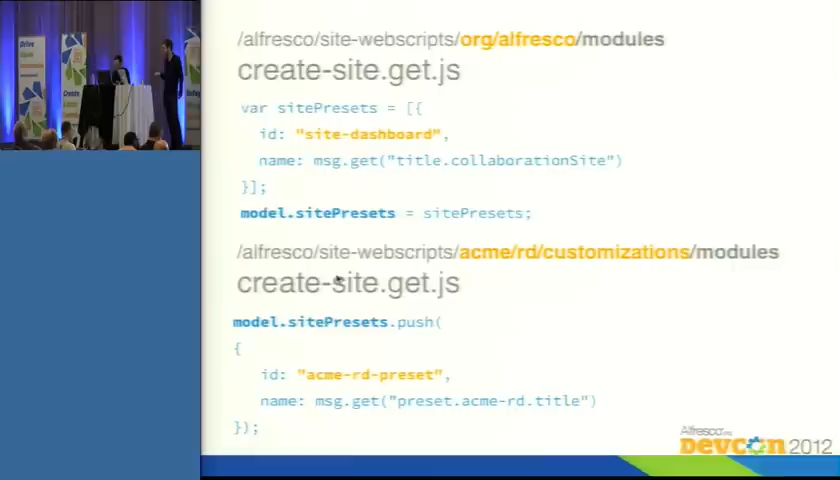 /alfresco/site-webscripts/org/alfresco/modules
create-site.get.js
var sitePresets = [{
id: "site-dashboard",
name: msg.get("title.collaborationSite")
}];
model.sitePresets = sitePresets;
/alfresco/site-webscripts/acme/rd/customizations/modules
create-site.get.js
model.sitePresets.push(
{
id: "acme-rd-preset",
name: msg.get("preset.acme-rd.title")
});
Alfresco
DEVCON 2012
Drive
Create